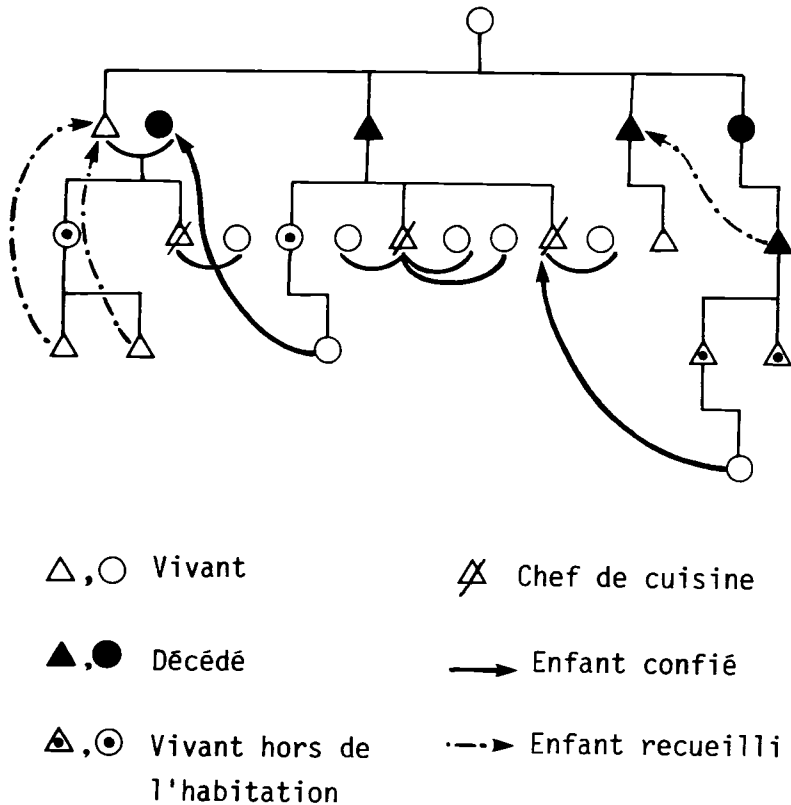 Vivant
Chef de cuisine
Décédé
Enfant confié
Vivant hors de
l'habitation
Enfant recueilli